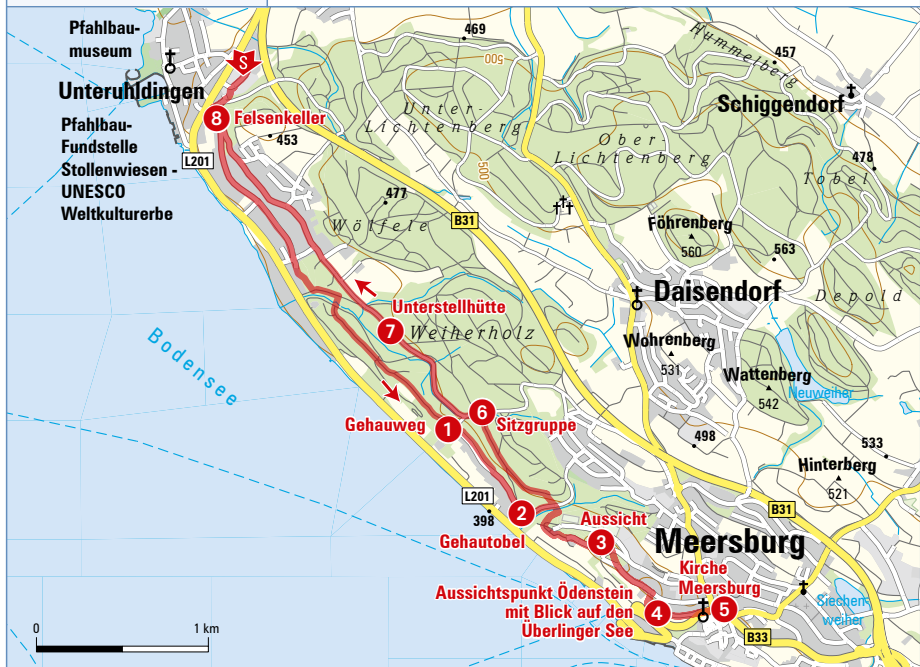 Pfahlbau-
museum
Unteruhldingen
Pfahlbau-
Fundstelle
Stollenwiesen -
UNESCO
Weltkulturerbe
S
8
Felsenkeller
453
L201
469
500
Unter-
Lichtenberg
500
Hummelberg
457
Schiggendorf
Ober-
Lichtenberg
478
Tobel
477
Wölfele
B31
Föhrenberg
560
563
Daisendorf
Depold
Unterstellhütte
7
Weiherholz
Wohrenberg
531
Wattenberg
542
Neuweiher
Bodensee
Gehauweg
1
6
Sitzgruppe
498
533
Hinterberg
521
L201
398
2
Gehautobel
Aussicht
3
B31
Meersburg
Kirche
Meersburg
5
Aussichtspunkt Ödenstein
mit Blick auf den
Überlinger See
4
Siechen-
weiher
B33
0
1 km